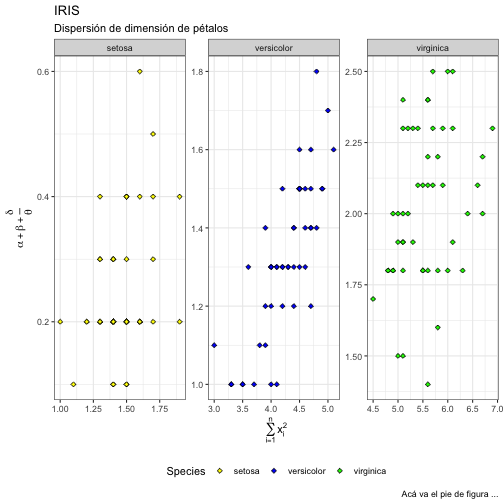 IRIS
Dispersión de dimensión de pétalos
setosa versicolor virginica
α + β + δ/θ
0.6
0.4
0.2
1.8
1.6
1.4
1.2
1.0
2.50
2.25
2.00
1.75
1.50
1.00 1.25 1.50 1.75
3.0 3.5 4.0 4.5 5.0
4.5 5.0 5.5 6.0 6.5 7.0
∑ᵢ₌₁ⁿ xᵢ²
Species setosa versicolor virginica
Acá va el pie de figura ...